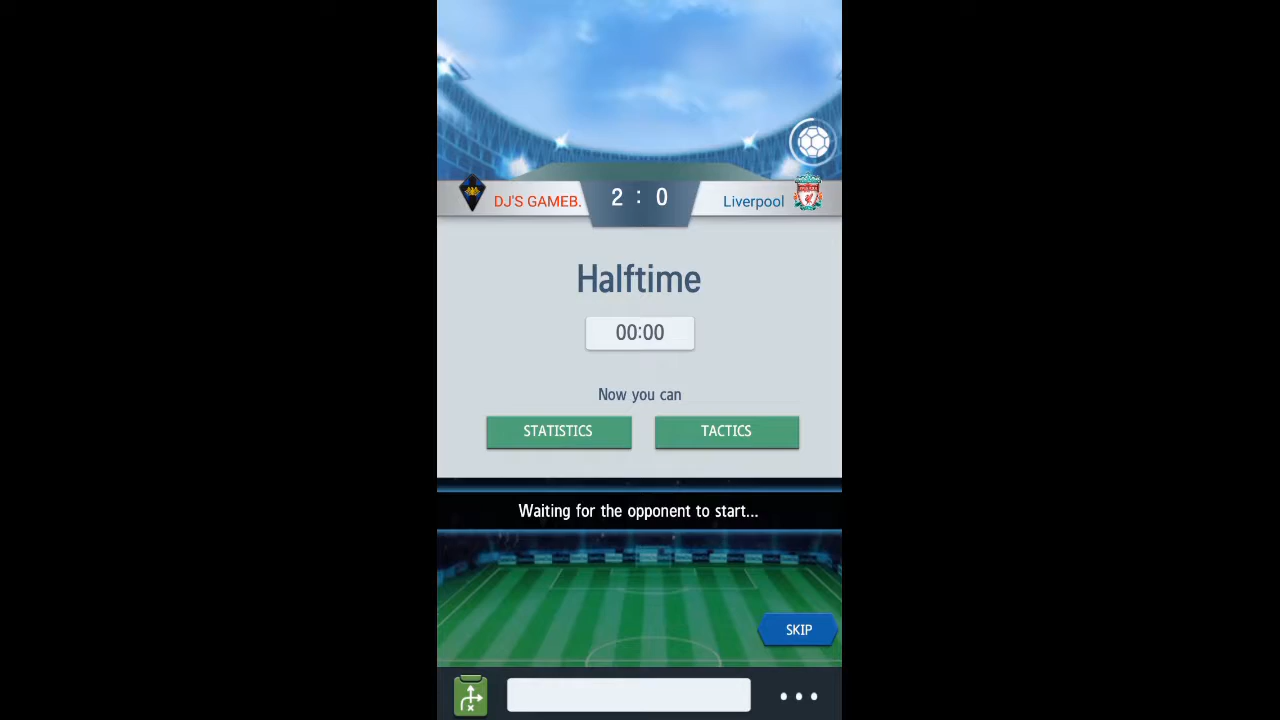 DJ'S GAMEB. 2 : 0 Liverpool
Halftime
00:00
Now you can
STATISTICS TACTICS
Waiting for the opponent to start...
SKIP